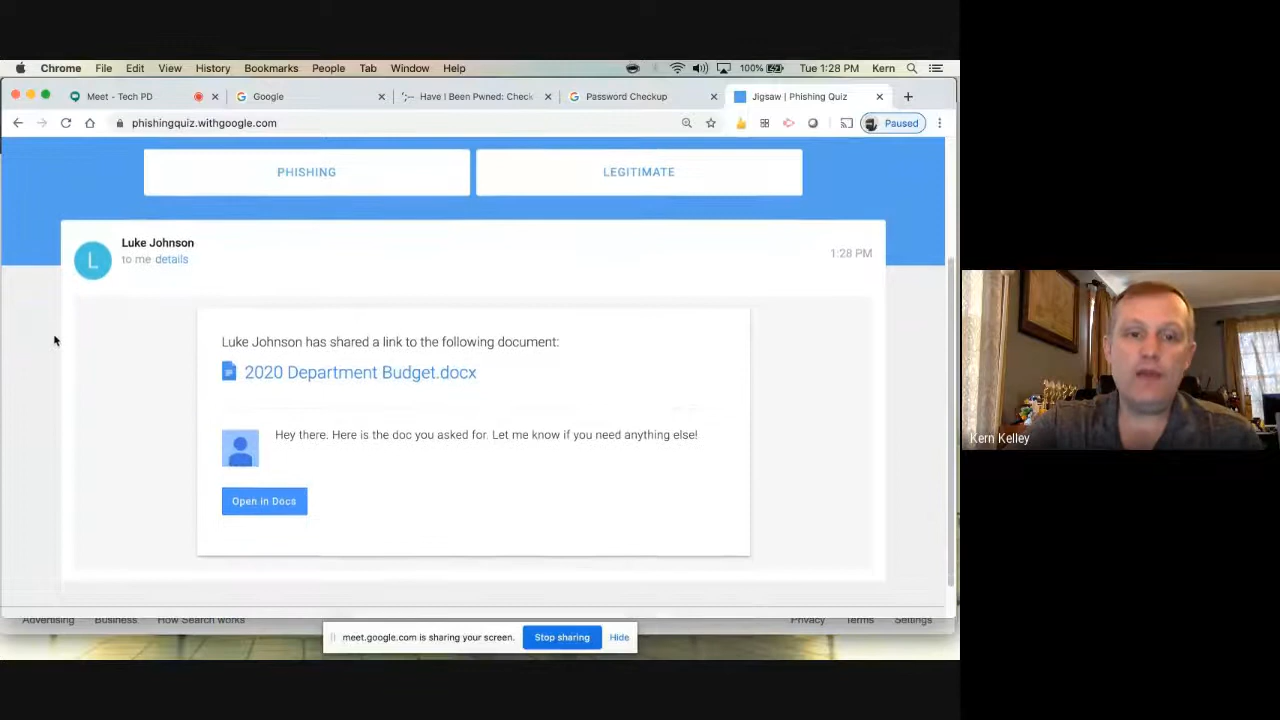 Chrome File Edit View History Bookmarks People Tab Window Help 100% Tue 1:28 PM Kern
Meet - Tech PD Google Have I Been Pwned: Check Password Checkup Jigsaw | Phishing Quiz
phishingquiz.withgoogle.com Paused
PHISHING LEGITIMATE
Luke Johnson
to me details
1:28 PM
L
Luke Johnson has shared a link to the following document:
2020 Department Budget.docx
Hey there. Here is the doc you asked for. Let me know if you need anything else!
Open in Docs
Advertising Business How Search works Privacy Terms Settings
meet.google.com is sharing your screen. Stop sharing Hide
Kern Kelley